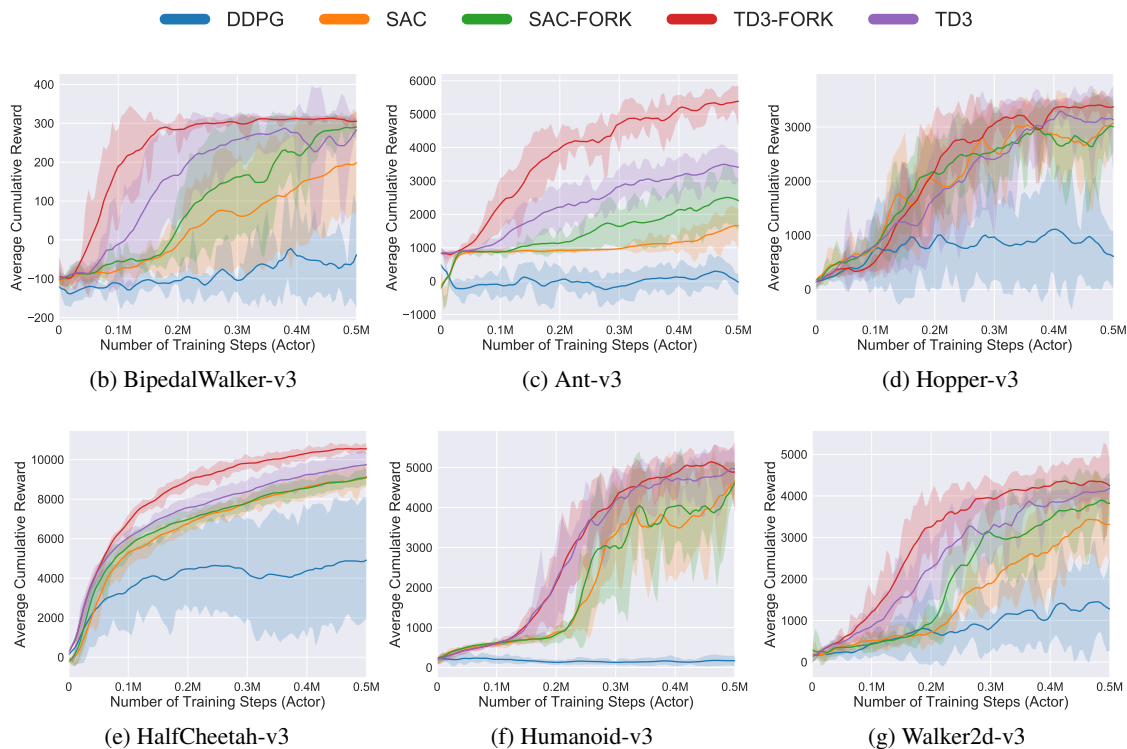 DDPG SAC SAC-FORK TD3-FORK TD3
Average Cumulative Reward
400
300
200
100
0
−100
−200
0 0.1M 0.2M 0.3M 0.4M 0.5M
Number of Training Steps (Actor)
(b) BipedalWalker-v3
Average Cumulative Reward
6000
5000
4000
3000
2000
1000
0
−1000
0 0.1M 0.2M 0.3M 0.4M 0.5M
Number of Training Steps (Actor)
(c) Ant-v3
Average Cumulative Reward
3000
2000
1000
0
0 0.1M 0.2M 0.3M 0.4M 0.5M
Number of Training Steps (Actor)
(d) Hopper-v3
Average Cumulative Reward
10000
8000
6000
4000
2000
0
0 0.1M 0.2M 0.3M 0.4M 0.5M
Number of Training Steps (Actor)
(e) HalfCheetah-v3
Average Cumulative Reward
5000
4000
3000
2000
1000
0
0 0.1M 0.2M 0.3M 0.4M 0.5M
Number of Training Steps (Actor)
(f) Humanoid-v3
Average Cumulative Reward
5000
4000
3000
2000
1000
0
0 0.1M 0.2M 0.3M 0.4M 0.5M
Number of Training Steps (Actor)
(g) Walker2d-v3